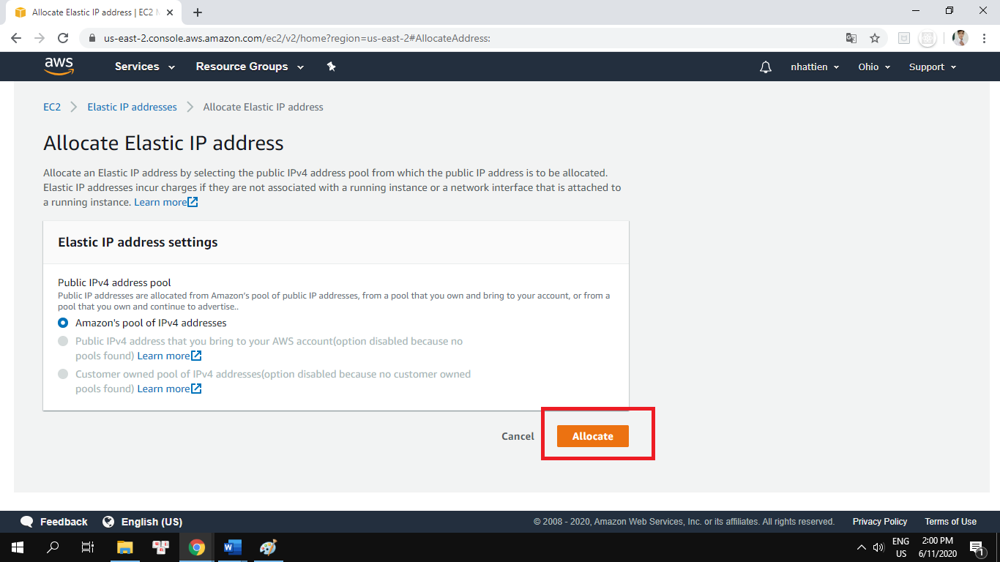 Allocate Elastic IP address | EC2 M
us-east-2.console.aws.amazon.com/ec2/v2/home?region=us-east-2#AllocateAddress:
aws
Services
Resource Groups
nhattien
Ohio
Support
EC2
Elastic IP addresses
Allocate Elastic IP address
Allocate Elastic IP address
Allocate an Elastic IP address by selecting the public IPv4 address pool from which the public IP address is to be allocated.
Elastic IP addresses incur charges if they are not associated with a running instance or a network interface that is attached to
a running instance. Learn more
Elastic IP address settings
Public IPv4 address pool
Public IP addresses are allocated from Amazon's pool of public IP addresses, from a pool that you own and bring to your account, or from a
pool that you own and continue to advertise..
Amazon's pool of IPv4 addresses
Public IPv4 address that you bring to your AWS account(option disabled because no
pools found) Learn more
Customer owned pool of IPv4 addresses(option disabled because no customer owned
pools found) Learn more
Cancel
Allocate
Feedback
English (US)
© 2008 - 2020, Amazon Web Services, Inc. or its affiliates. All rights reserved.
Privacy Policy
Terms of Use
ENG
US
2:00 PM
6/11/2020
1